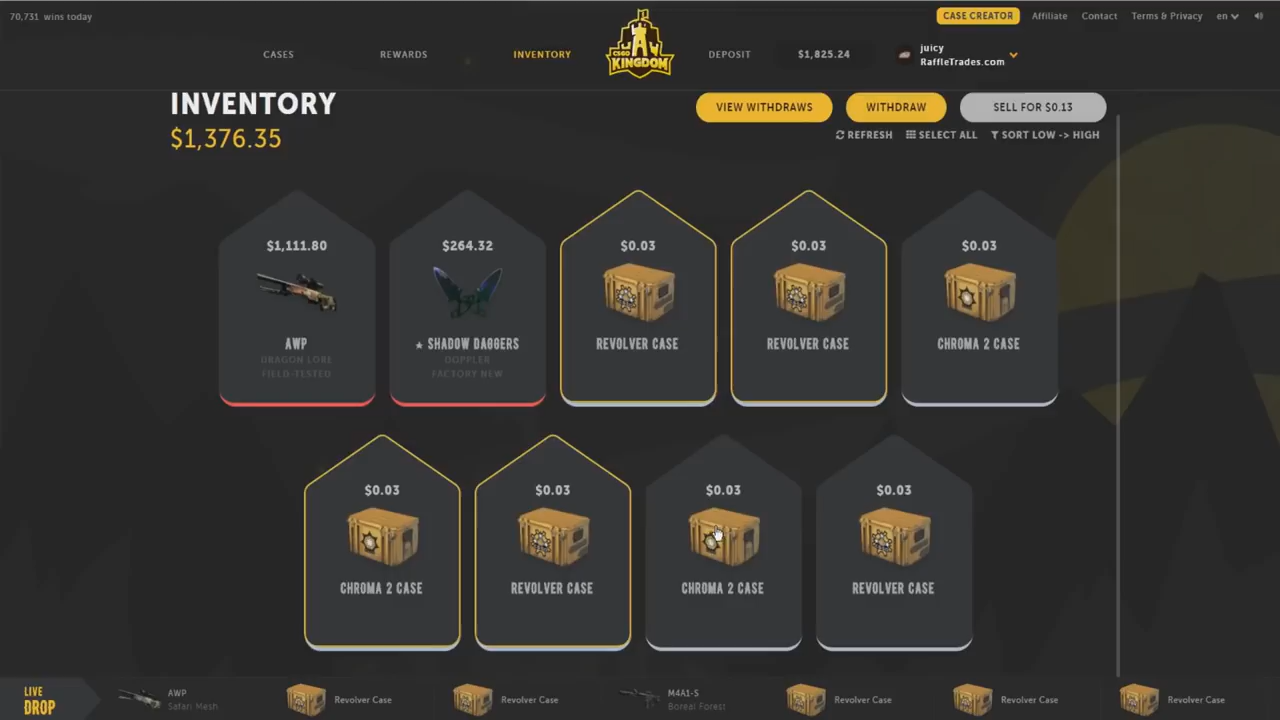 70,731 wins today
CASE CREATOR
Affiliate
Contact
Terms & Privacy
en
CASES
REWARDS
INVENTORY
CSGO
KINGDOM
DEPOSIT
$1,825.24
juicy
RaffleTrades.com
INVENTORY
$1,376.35
VIEW WITHDRAWS
WITHDRAW
SELL FOR $0.13
REFRESH
SELECT ALL
SORT LOW -> HIGH
$1,111.80
AWP
DRAGON LORE
FIELD-TESTED
$264.32
★ SHADOW DAGGERS
DOPPLER
FACTORY NEW
$0.03
REVOLVER CASE
$0.03
REVOLVER CASE
$0.03
CHROMA 2 CASE
$0.03
CHROMA 2 CASE
$0.03
REVOLVER CASE
$0.03
CHROMA 2 CASE
$0.03
REVOLVER CASE
LIVE
DROP
AWP
Safari Mesh
Revolver Case
Revolver Case
M4A1-S
Boreal Forest
Revolver Case
Revolver Case
Revolver Case